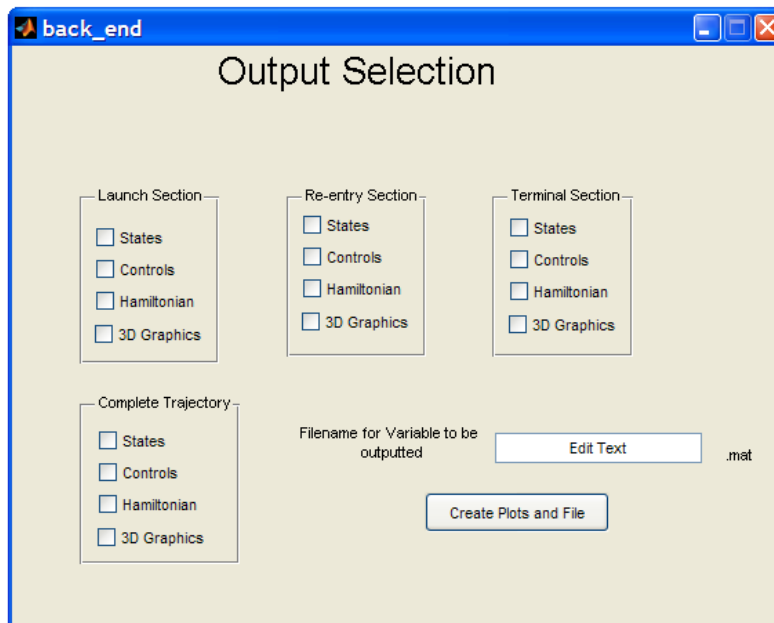 back_end
Output Selection
Launch Section
States
Controls
Hamiltonian
3D Graphics
Re-entry Section
States
Controls
Hamiltonian
3D Graphics
Terminal Section
States
Controls
Hamiltonian
3D Graphics
Complete Trajectory
States
Controls
Hamiltonian
3D Graphics
Filename for Variable to be
outputted
Edit Text
.mat
Create Plots and File